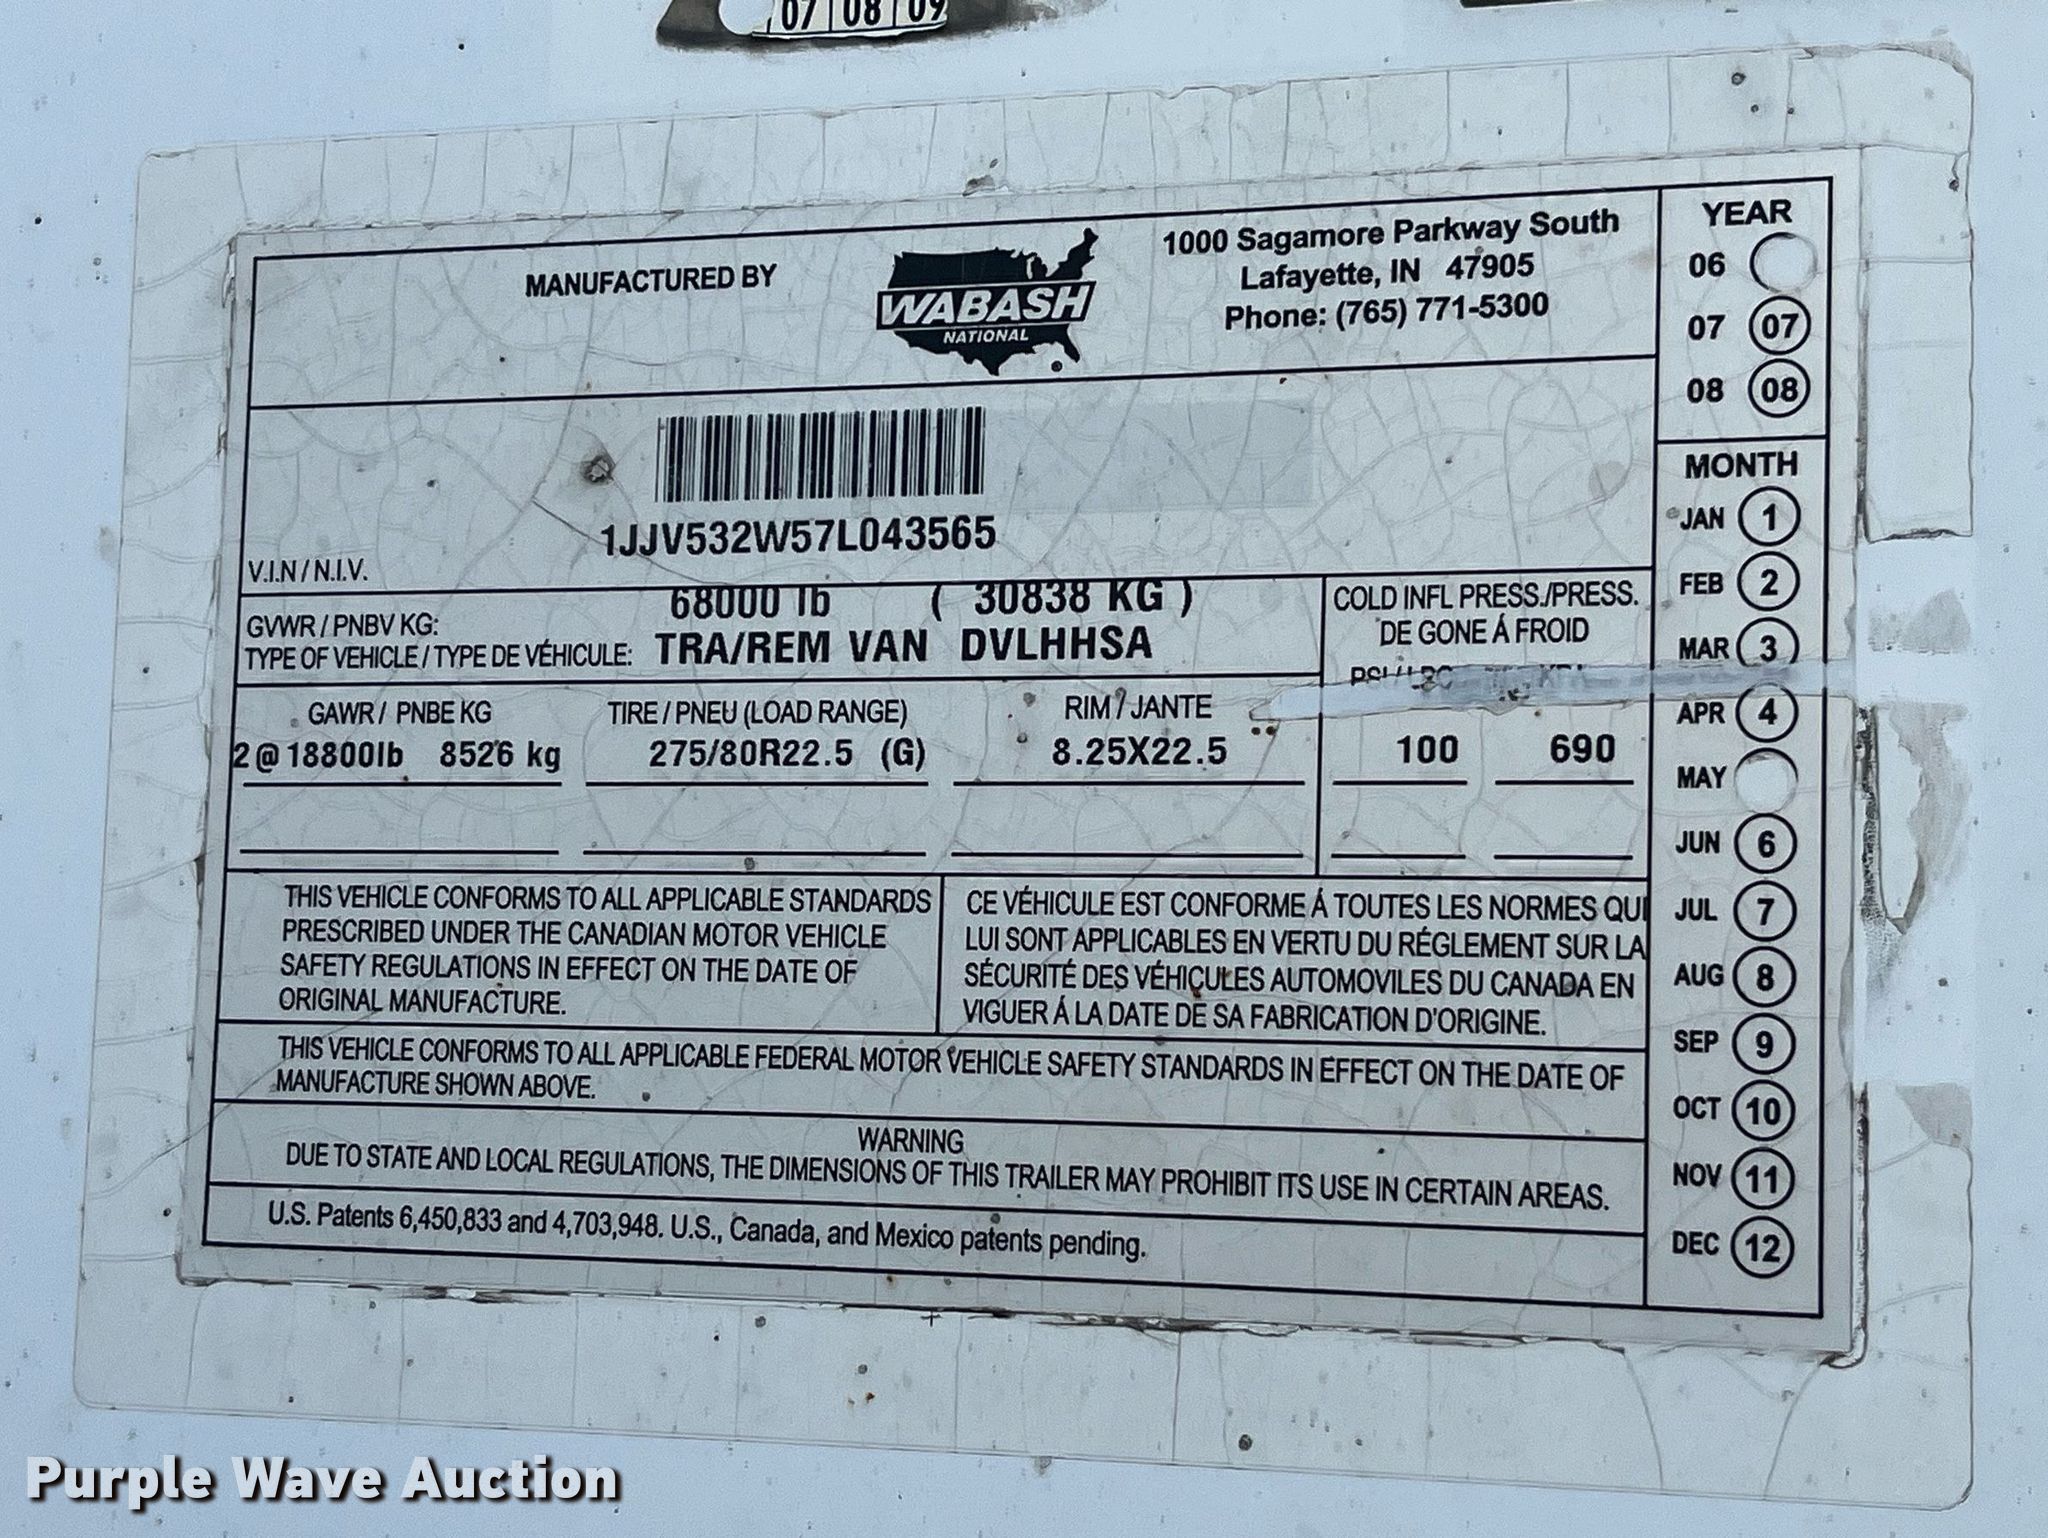 07 08 09
MANUFACTURED BY
WABASH
NATIONAL
1000 Sagamore Parkway South
Lafayette, IN 47905
Phone: (765) 771-5300
YEAR
06
07 07
08 08
1JJV532W57L043565
V.I.N / N.I.V.
GVWR / PNBV KG: 68000 lb ( 30838 KG )
TYPE OF VEHICLE / TYPE DE VÉHICULE: TRA/REM VAN DVLHHSA
COLD INFL PRESS./PRESS.
DE GONE Á FROID
GAWR / PNBE KG
2@18800lb 8526 kg
TIRE / PNEU (LOAD RANGE)
275/80R22.5 (G)
RIM / JANTE
8.25X22.5
100 690
MONTH
JAN 1
FEB 2
MAR 3
APR 4
MAY
JUN 6
JUL 7
AUG 8
SEP 9
OCT 10
NOV 11
DEC 12
THIS VEHICLE CONFORMS TO ALL APPLICABLE STANDARDS
PRESCRIBED UNDER THE CANADIAN MOTOR VEHICLE
SAFETY REGULATIONS IN EFFECT ON THE DATE OF
ORIGINAL MANUFACTURE.
CE VÉHICULE EST CONFORME Á TOUTES LES NORMES QUI
LUI SONT APPLICABLES EN VERTU DU RÉGLEMENT SUR LA
SÉCURITÉ DES VÉHICULES AUTOMOVILES DU CANADA EN
VIGUER Á LA DATE DE SA FABRICATION D'ORIGINE.
THIS VEHICLE CONFORMS TO ALL APPLICABLE FEDERAL MOTOR VEHICLE SAFETY STANDARDS IN EFFECT ON THE DATE OF
MANUFACTURE SHOWN ABOVE.
WARNING
DUE TO STATE AND LOCAL REGULATIONS, THE DIMENSIONS OF THIS TRAILER MAY PROHIBIT ITS USE IN CERTAIN AREAS.
U.S. Patents 6,450,833 and 4,703,948. U.S., Canada, and Mexico patents pending.
Purple Wave Auction